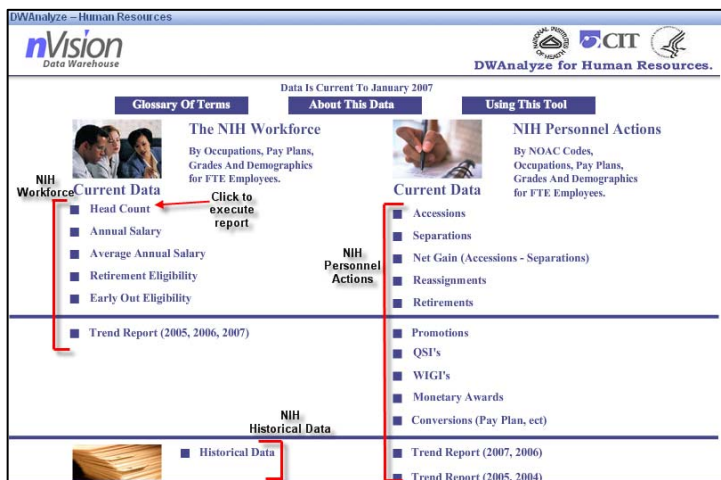 DWAnalyze – Human Resources
nVision
Data Warehouse
CIT
DWAnalyze for Human Resources.
Data Is Current To January 2007
Glossary Of Terms
About This Data
Using This Tool
The NIH Workforce
By Occupations, Pay Plans,
Grades And Demographics
for FTE Employees.
NIH
Workforce
Current Data
Head Count
Click to
execute
report
Annual Salary
Average Annual Salary
Retirement Eligibility
Early Out Eligibility
Trend Report (2005, 2006, 2007)
NIH
Historical Data
Historical Data
NIH Personnel Actions
By NOAC Codes,
Occupations, Pay Plans,
Grades And Demographics
for FTE Employees.
Current Data
NIH
Personnel
Actions
Accessions
Separations
Net Gain (Accessions - Separations)
Reassignments
Retirements
Promotions
QSI's
WIGI's
Monetary Awards
Conversions (Pay Plan, ect)
Trend Report (2007, 2006)
Trend Report (2005, 2004)